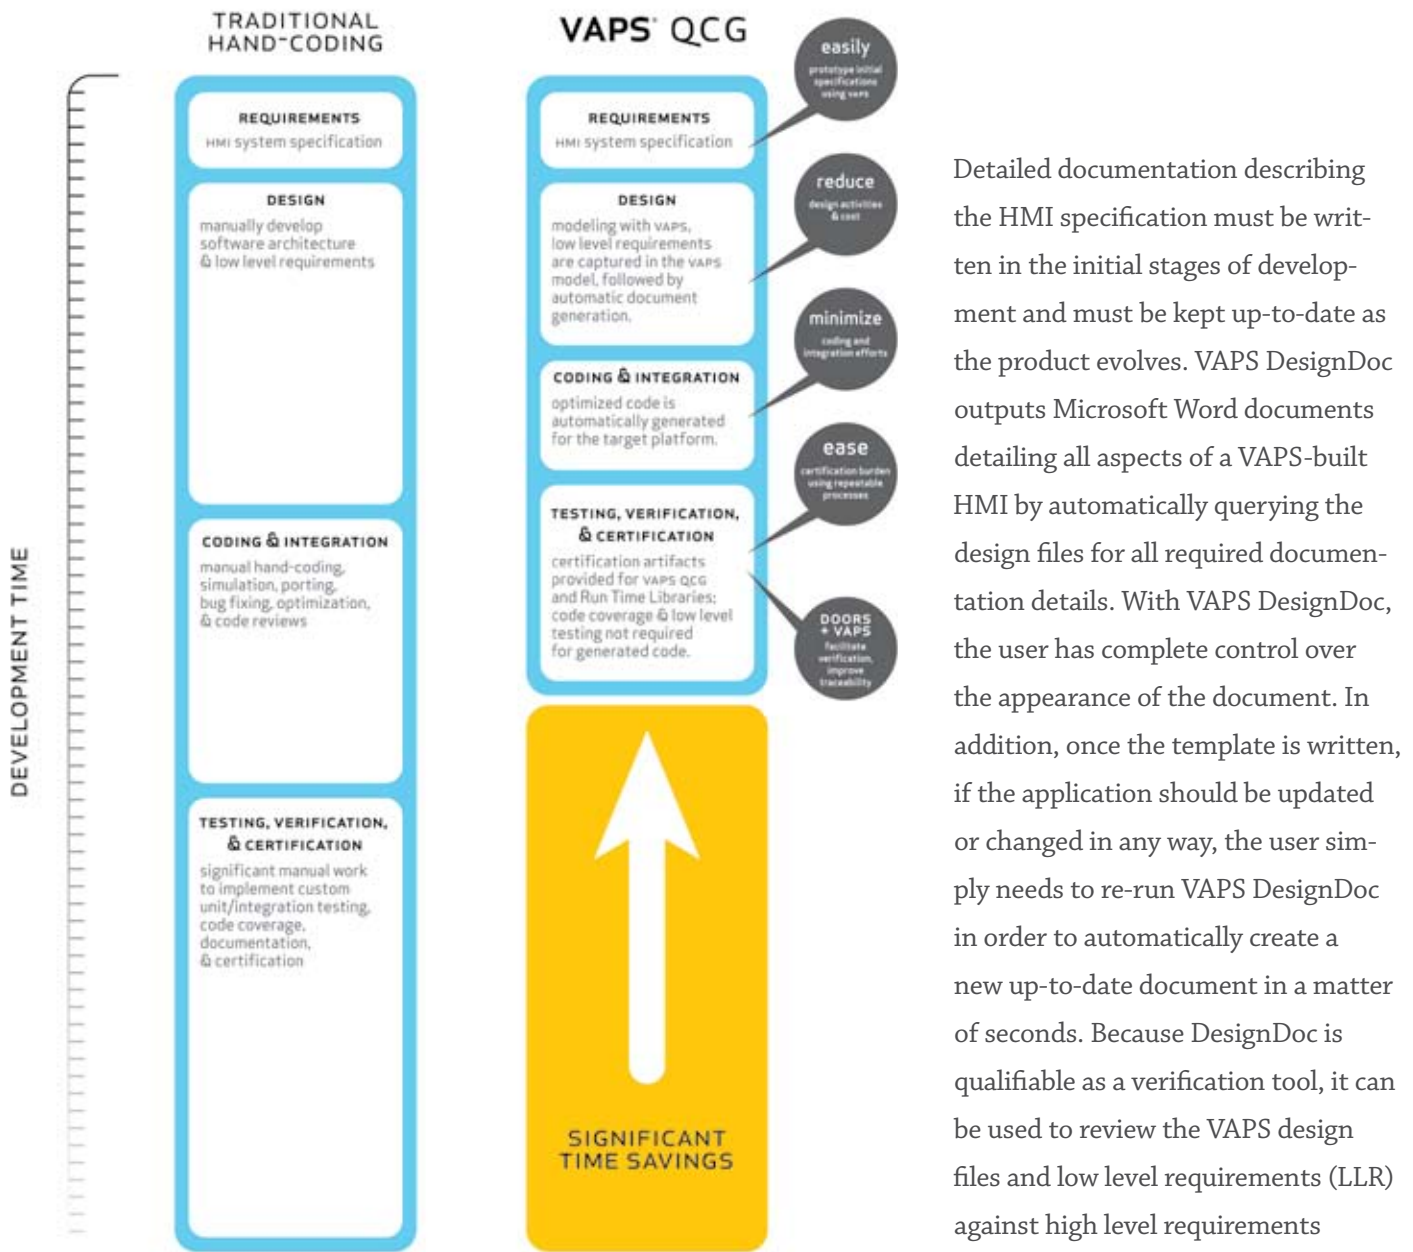 TRADITIONAL
HAND-CODING
REQUIREMENTS
HMI system specification
DESIGN
manually develop
software architecture
& low level requirements
CODING & INTEGRATION
manual hand-coding,
simulation, porting,
bug fixing, optimization,
& code reviews
TESTING, VERIFICATION,
& CERTIFICATION
significant manual work
to implement custom
unit/integration testing,
code coverage,
documentation,
& certification
DEVELOPMENT TIME
VAPS® QCG
REQUIREMENTS
HMI system specification
DESIGN
modeling with VAPS,
low level requirements
are captured in the VAPS
model, followed by
automatic document
generation.
CODING & INTEGRATION
optimized code is
automatically generated
for the target platform.
TESTING, VERIFICATION,
& CERTIFICATION
certification artifacts
provided for VAPS QCG
and Run Time Libraries;
code coverage & low level
testing not required
for generated code.
SIGNIFICANT
TIME SAVINGS
easily
prototype initial
specifications
using VAPS
reduce
design activities
& cost
minimize
coding and
integration efforts
ease
certification burden
using repeatable
processes
DOORS
+ VAPS
facilitate
verification,
improve
traceability
Detailed documentation describing
the HMI specification must be writ-
ten in the initial stages of develop-
ment and must be kept up-to-date as
the product evolves. VAPS DesignDoc
outputs Microsoft Word documents
detailing all aspects of a VAPS-built
HMI by automatically querying the
design files for all required documen-
tation details. With VAPS DesignDoc,
the user has complete control over
the appearance of the document. In
addition, once the template is written,
if the application should be updated
or changed in any way, the user sim-
ply needs to re-run VAPS DesignDoc
in order to automatically create a
new up-to-date document in a matter
of seconds. Because DesignDoc is
qualifiable as a verification tool, it can
be used to review the VAPS design
files and low level requirements (LLR)
against high level requirements